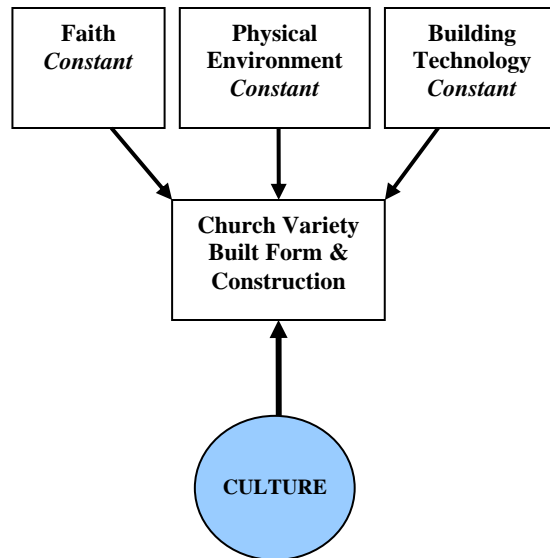 Faith
Constant
Physical
Environment
Constant
Building
Technology
Constant
Church Variety
Built Form &
Construction
CULTURE